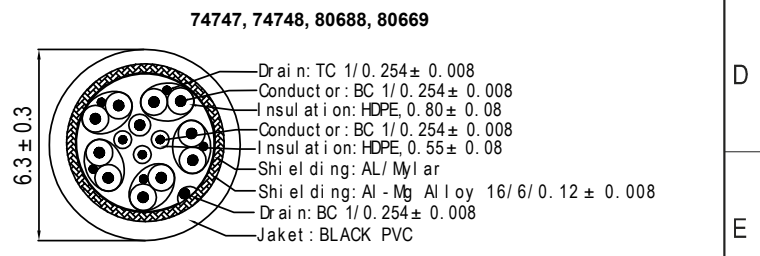 74747, 74748, 80688, 80669
Drain: TC 1/0.254± 0.008
Conductor: BC 1/0.254± 0.008
Insulation: HDPE, 0.80± 0.08
Conductor: BC 1/0.254± 0.008
Insulation: HDPE, 0.55± 0.08
Shielding: AL/Mylar
Shielding: Al-Mg Alloy 16/6/0.12± 0.008
Drain: BC 1/0.254± 0.008
Jaket: BLACK PVC
6.3 ± 0.3
D
E